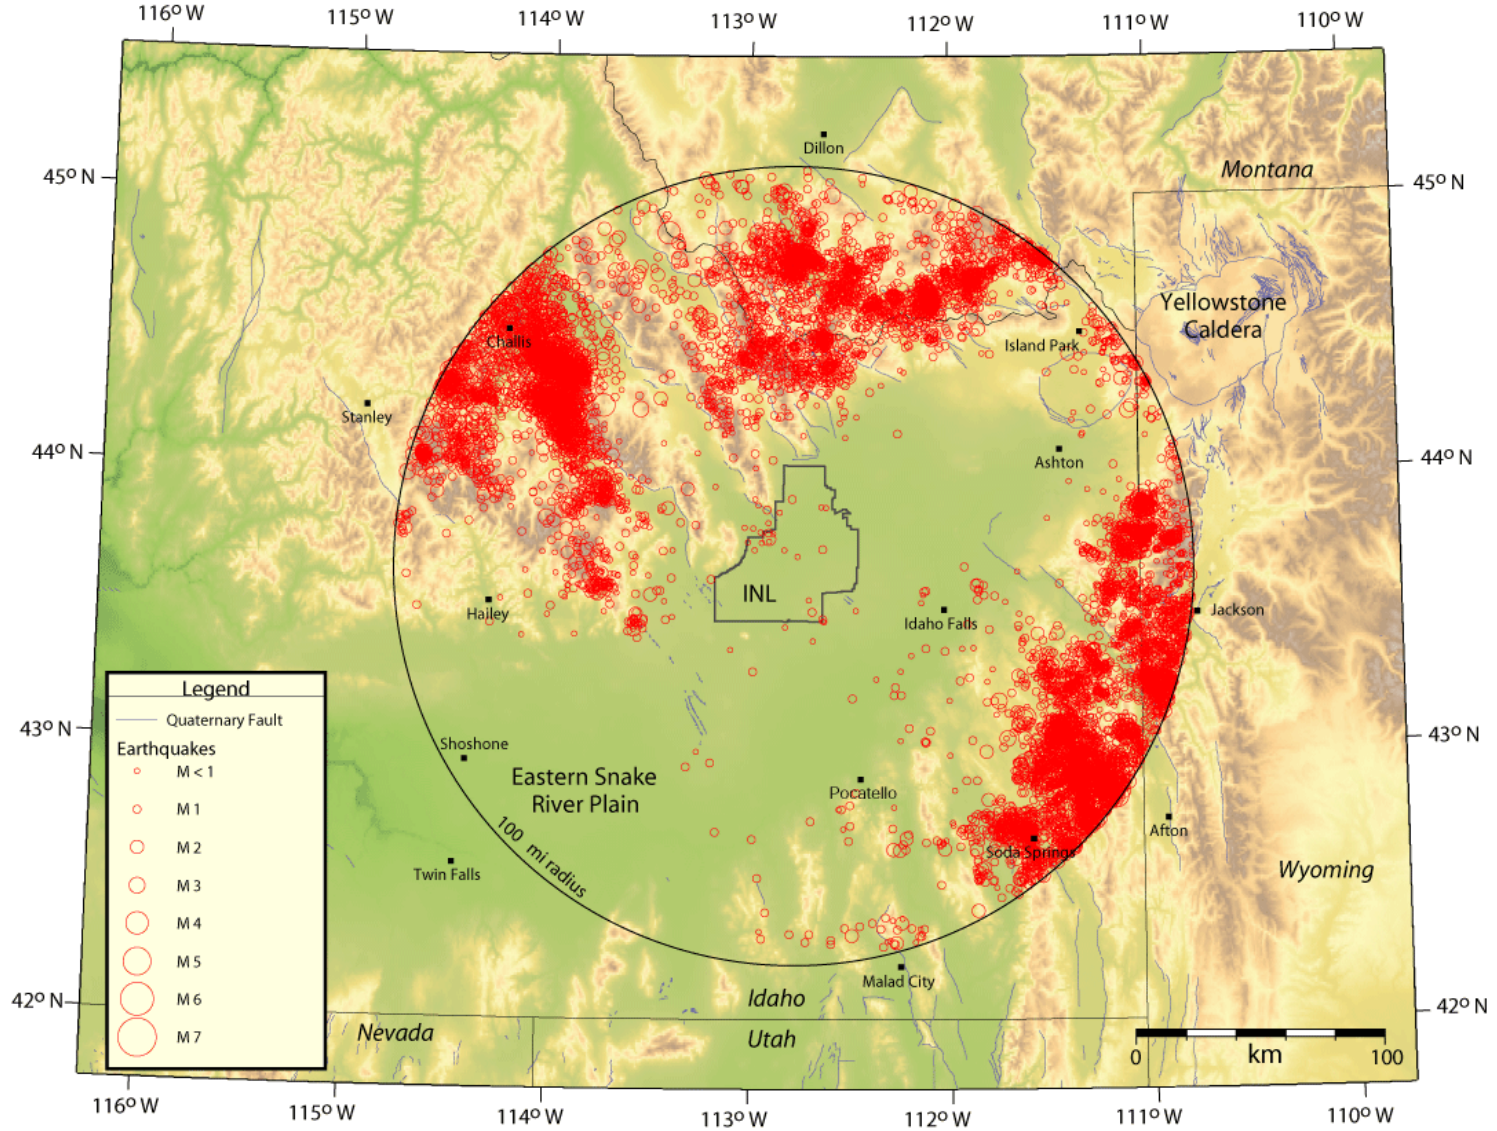 116° W 115° W 114° W 113° W 112° W 111° W 110° W
Dillon
45° N
Montana
45° N
Yellowstone
Caldera
Challis
Island Park
Stanley
44° N
Ashton
44° N
INL
Hailey
Idaho Falls
Jackson
Legend
Quaternary Fault
Earthquakes
M < 1
M 1
M 2
M 3
M 4
M 5
M 6
M 7
43° N
43° N
Shoshone
Eastern Snake
River Plain
Pocatello
100 mi radius
Afton
Soda Springs
Twin Falls
Wyoming
Malad City
42° N
Idaho
42° N
Nevada
Utah
0 km 100
116° W 115° W 114° W 113° W 112° W 111° W 110° W